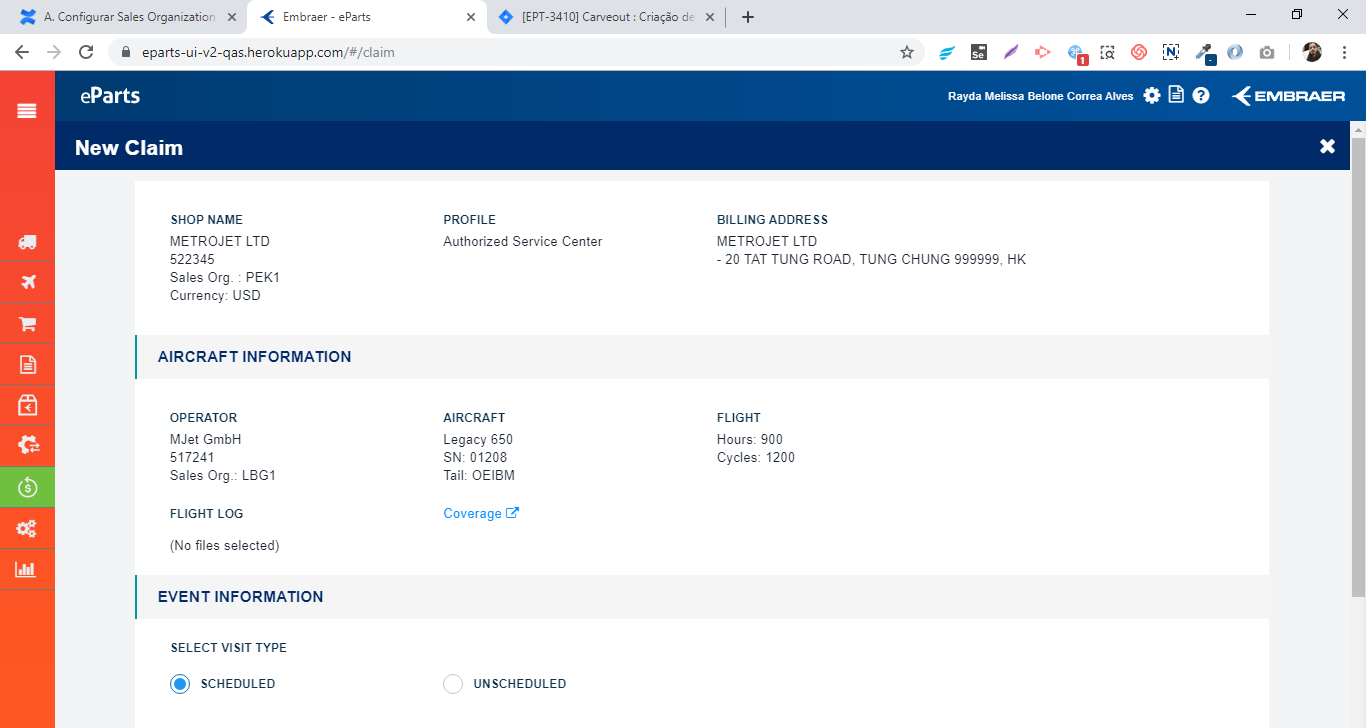 A. Configurar Sales Organization
Embraer - eParts
[EPT-3410] Carveout : Criação de
eparts-ui-v2-qas.herokuapp.com/#/claim
Se
1
N
-
eParts
Rayda Melissa Belone Correa Alves
EMBRAER
New Claim
SHOP NAME
METROJET LTD
522345
Sales Org. : PEK1
Currency: USD
PROFILE
Authorized Service Center
BILLING ADDRESS
METROJET LTD
- 20 TAT TUNG ROAD, TUNG CHUNG 999999, HK
AIRCRAFT INFORMATION
OPERATOR
MJet GmbH
517241
Sales Org.: LBG1
AIRCRAFT
Legacy 650
SN: 01208
Tail: OEIBM
FLIGHT
Hours: 900
Cycles: 1200
FLIGHT LOG
(No files selected)
Coverage
EVENT INFORMATION
SELECT VISIT TYPE
SCHEDULED
UNSCHEDULED